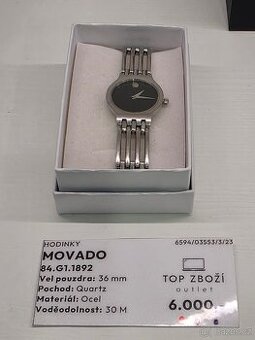 HODINKY
6594/03553/3/23
MOVADO
84.G1.1892
Vel pouzdra: 36 mm
Pochod: Quartz
Materiál: Ocel
Voděodolnost: 30 M
TOP ZBOŽÍ
outlet
6.000,-